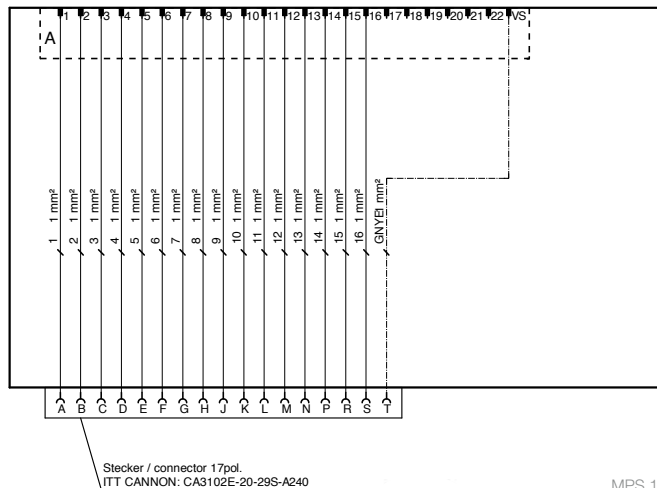 1 2 3 4 5 6 7 8 9 10 11 12 13 14 15 16 17 18 19 20 21 22 VS
A
1 1 mm²
2 1 mm²
3 1 mm²
4 1 mm²
5 1 mm²
6 1 mm²
7 1 mm²
8 1 mm²
9 1 mm²
10 1 mm²
11 1 mm²
12 1 mm²
13 1 mm²
14 1 mm²
15 1 mm²
16 1 mm²
mm²
A B C D E F G H J K L M N P R S T
Stecker / connector 17pol.
ITT CANNON: CA3102E-20-29S-A240
MPS 1